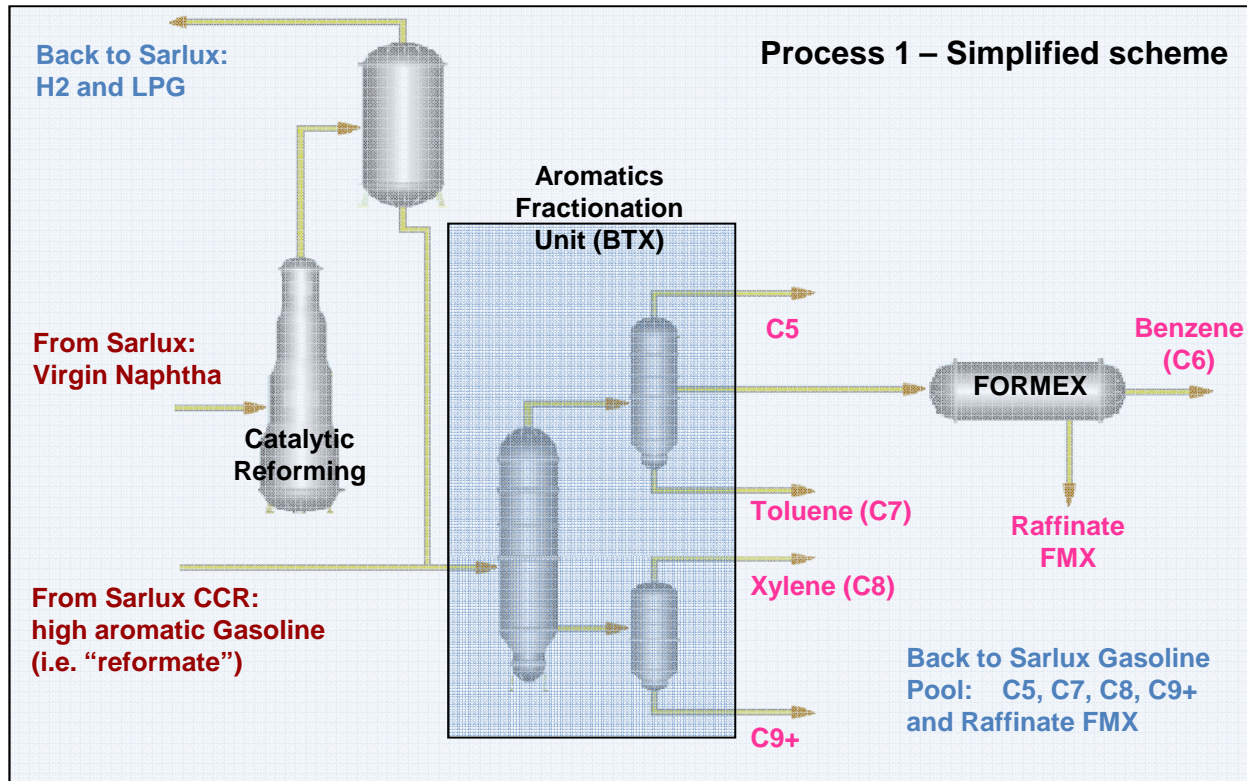 Process 1 – Simplified scheme
Back to Sarlux:
H2 and LPG
Aromatics
Fractionation
Unit (BTX)
From Sarlux:
Virgin Naphtha
Catalytic
Reforming
C5
Benzene
(C6)
FORMEX
Toluene (C7)
Raffinate
FMX
Xylene (C8)
From Sarlux CCR:
high aromatic Gasoline
(i.e. “reformate”)
C9+
Back to Sarlux Gasoline
Pool: C5, C7, C8, C9+
and Raffinate FMX